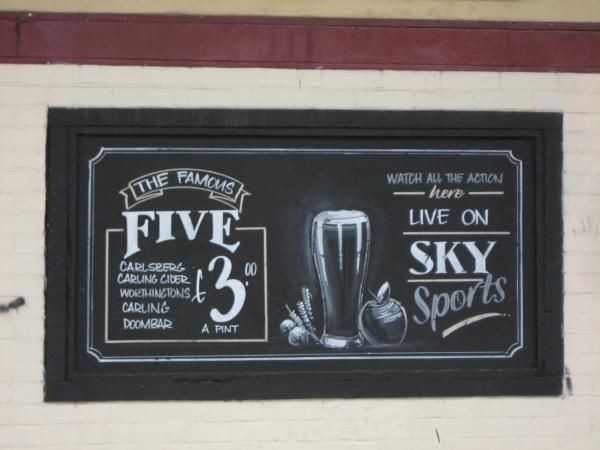 THE FAMOUS
FIVE
CARLSBERG
CARLING CIDER
WORTHINGTONS
CARLING
DOOMBAR
£3.00
A PINT
WATCH ALL THE ACTION
here
LIVE ON
SKY
Sports